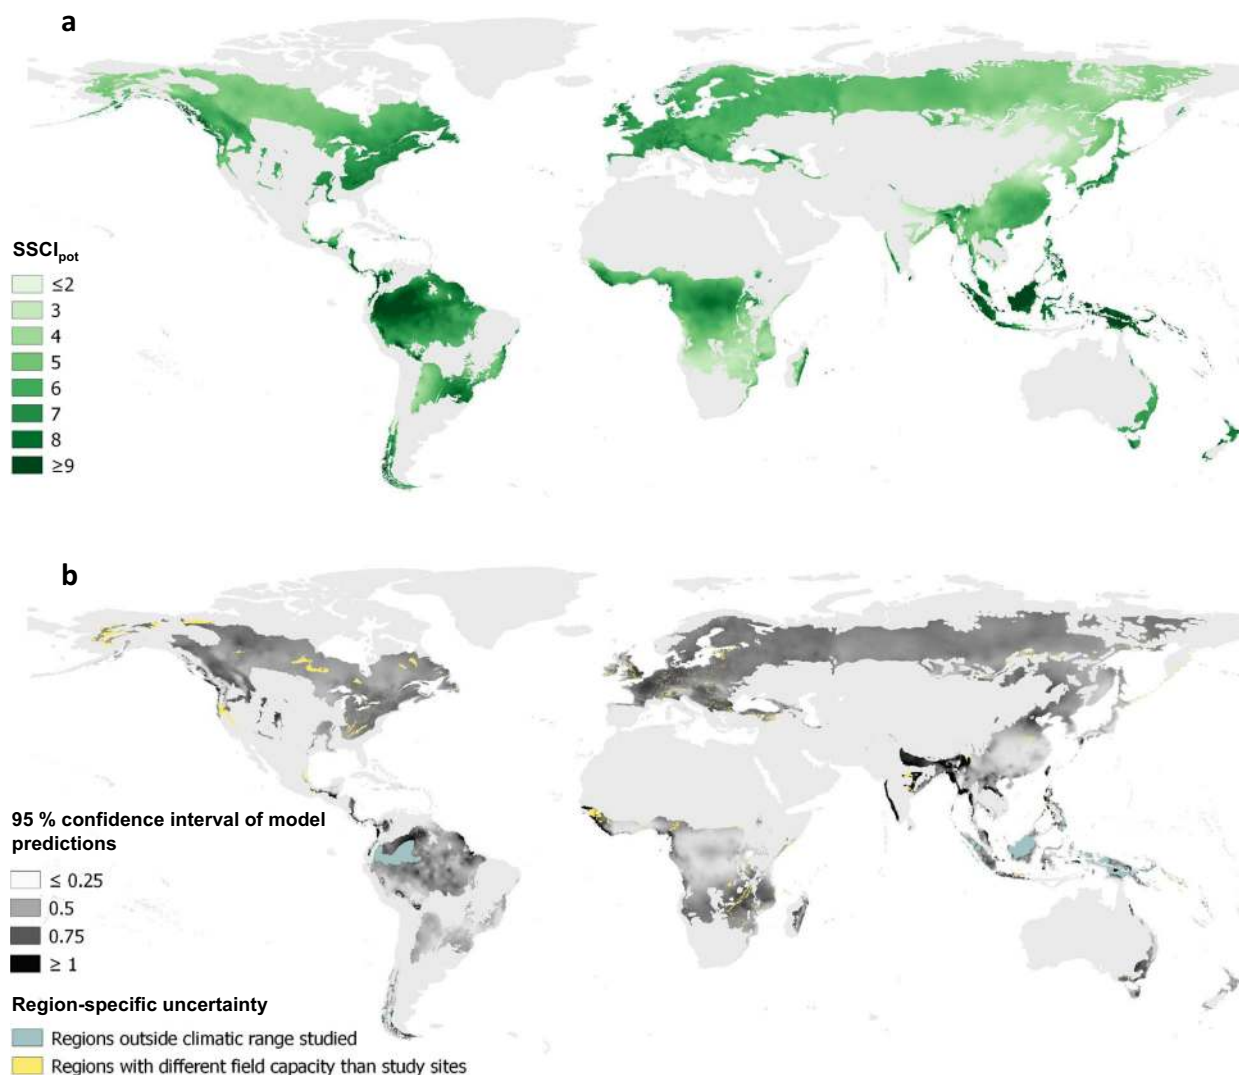 a
SSCIpot
≤2
3
4
5
6
7
8
≥9
b
95 % confidence interval of model
predictions
≤ 0.25
0.5
0.75
≥ 1
Region-specific uncertainty
Regions outside climatic range studied
Regions with different field capacity than study sites